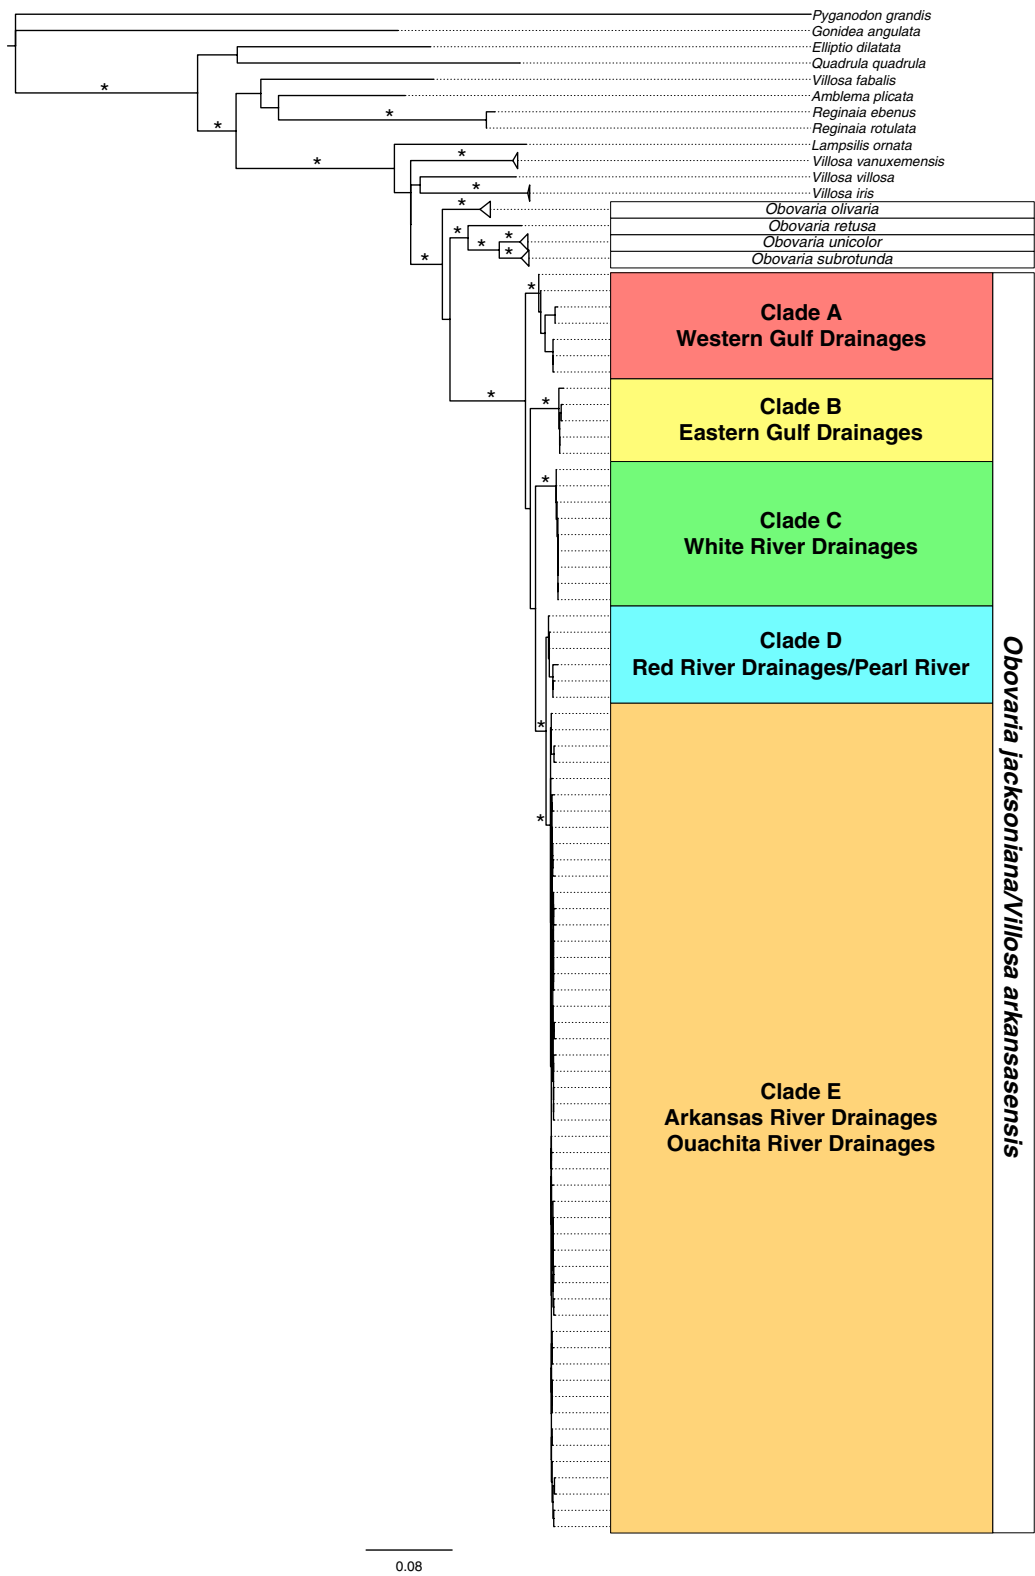 Pyganodon grandis
Gonidea angulata
Elliptio dilatata
Quadrula quadrula
Villosa fabalis
*
Amblema plicata
*
Reginaia ebenus
*
Reginaia rotulata
Lampsilis ornata
*
*
Villosa vanuxemensis
Villosa villosa
*
Villosa iris
*
Obovaria olivaria
*
Obovaria retusa
*
*
Obovaria unicolor
*
*
Obovaria subrotunda
*
Clade A
Western Gulf Drainages
*
*
Clade B
Eastern Gulf Drainages
*
Clade C
White River Drainages
Clade D
Red River Drainages/Pearl River
*
*
Clade E
Arkansas River Drainages
Ouachita River Drainages
Obovaria jacksoniana/Villosa arkansasensis
0.08